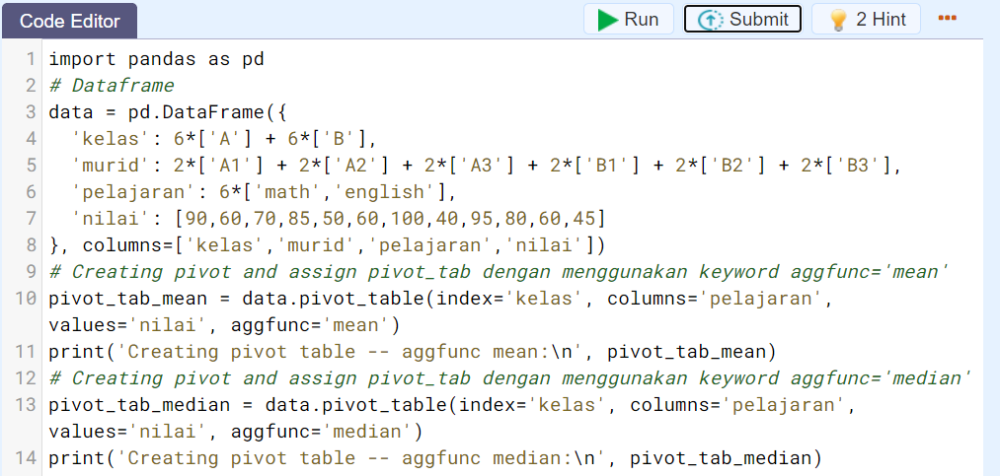 Code Editor
Run
Submit
2 Hint
1 import pandas as pd
2 # Dataframe
3 data = pd.DataFrame({
4   'kelas': 6*['A'] + 6*['B'],
5   'murid': 2*['A1'] + 2*['A2'] + 2*['A3'] + 2*['B1'] + 2*['B2'] + 2*['B3'],
6   'pelajaran': 6*['math','english'],
7   'nilai': [90,60,70,85,50,60,100,40,95,80,60,45]
8 }, columns=['kelas','murid','pelajaran','nilai'])
9 # Creating pivot and assign pivot_tab dengan menggunakan keyword aggfunc='mean'
10 pivot_tab_mean = data.pivot_table(index='kelas', columns='pelajaran',
values='nilai', aggfunc='mean')
11 print('Creating pivot table -- aggfunc mean:\n', pivot_tab_mean)
12 # Creating pivot and assign pivot_tab dengan menggunakan keyword aggfunc='median'
13 pivot_tab_median = data.pivot_table(index='kelas', columns='pelajaran',
values='nilai', aggfunc='median')
14 print('Creating pivot table -- aggfunc median:\n', pivot_tab_median)